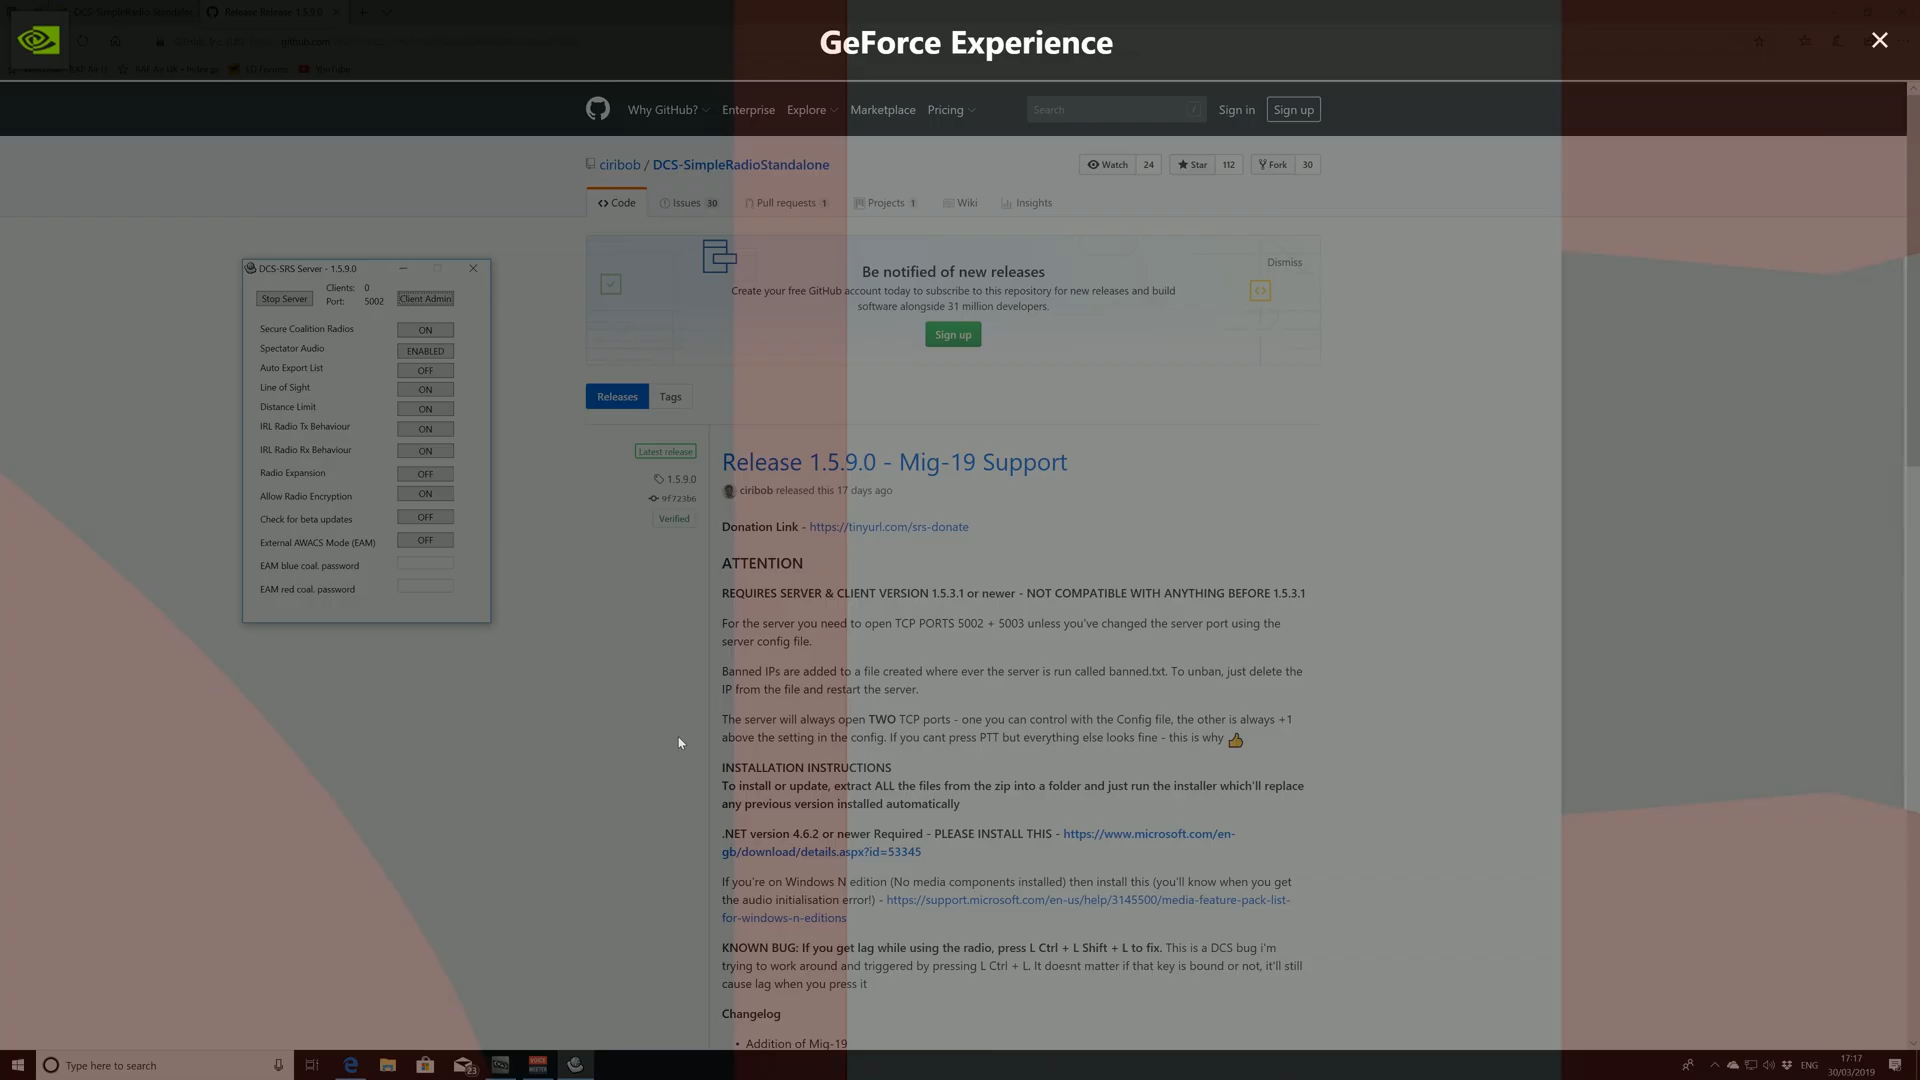 DCS-SimpleRadio Standalone
Release Release 1.5.9.0
github.com
YouTube
GeForce Experience
Why GitHub?
Enterprise
Explore
Marketplace
Pricing
Search
/
Sign in
Sign up
ciribob / DCS-SimpleRadioStandalone
Watch 24
Star 112
Fork 30
Code
Issues 30
Pull requests 1
Projects 1
Wiki
Insights
Be notified of new releases
Dismiss
Create your free GitHub account today to subscribe to this repository for new releases and build
software alongside 31 million developers.
Sign up
DCS-SRS Server - 1.5.9.0
Stop Server
Clients: 0
Port: 5002
Client Admin
Secure Coalition Radios ON
Spectator Audio ENABLED
Auto Export List OFF
Line of Sight ON
Distance Limit ON
IRL Radio Tx Behaviour ON
IRL Radio Rx Behaviour ON
Radio Expansion OFF
Allow Radio Encryption ON
Check for beta updates OFF
External AWACS Mode (EAM) OFF
EAM blue coal. password
EAM red coal. password
Releases
Tags
Latest release
1.5.9.0
9f723b6
Verified
Release 1.5.9.0 - Mig-19 Support
ciribob released this 17 days ago
Donation Link - https://tinyurl.com/srs-donate
ATTENTION
REQUIRES SERVER & CLIENT VERSION 1.5.3.1 or newer - NOT COMPATIBLE WITH ANYTHING BEFORE 1.5.3.1
For the server you need to open TCP PORTS 5002 + 5003 unless you've changed the server port using the
server config file.
Banned IPs are added to a file created where ever the server is run called banned.txt. To unban, just delete the
IP from the file and restart the server.
The server will always open TWO TCP ports - one you can control with the Config file, the other is always +1
above the setting in the config. If you cant press PTT but everything else looks fine - this is why 👍
INSTALLATION INSTRUCTIONS
To install or update, extract ALL the files from the zip into a folder and just run the installer which'll replace
any previous version installed automatically
.NET version 4.6.2 or newer Required - PLEASE INSTALL THIS - https://www.microsoft.com/en-
gb/download/details.aspx?id=53345
If you're on Windows N edition (No media components installed) then install this (you'll know when you get
the audio initialisation error!) - https://support.microsoft.com/en-us/help/3145500/media-feature-pack-list-
for-windows-n-editions
KNOWN BUG: If you get lag while using the radio, press L Ctrl + L Shift + L to fix. This is a DCS bug i'm
trying to work around and triggered by pressing L Ctrl + L. It doesnt matter if that key is bound or not, it'll still
cause lag when you press it
Changelog
• Addition of Mig-19
Type here to search
23
VOICE
MEETER
ENG
17:17
30/03/2019